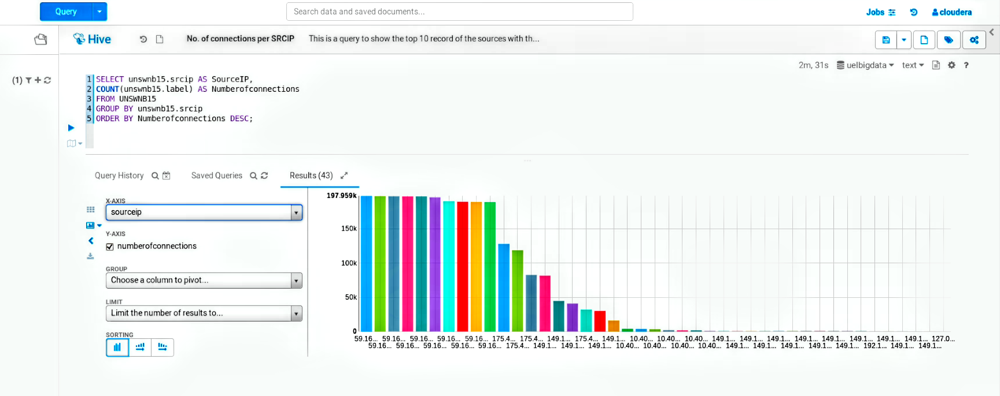 Query
Search data and saved documents...
Jobs
cloudera
Hive
No. of connections per SRCIP
This is a query to show the top 10 record of the sources with th...
2m, 31s
uelbigdata
text
?
(1)
1 SELECT unswnb15.srcip AS SourceIP,
2 COUNT(unswnb15.label) AS Numberofconnections
3 FROM UNSWNB15
4 GROUP BY unswnb15.srcip
5 ORDER BY Numberofconnections DESC;
Query History
Saved Queries
Results (43)
X-AXIS
sourceip
Y-AXIS
numberofconnections
GROUP
Choose a column to pivot...
LIMIT
Limit the number of results to...
SORTING
197.959k
150k
100k
50k
0
59.16... 59.16... 59.16... 59.16... 59.16... 175.4... 175.4... 149.1... 175.4... 149.1... 10.40... 10.40... 10.40... 149.1... 149.1... 149.1... 149.1... 149.1... 149.1... 149.1... 149.1... 127.0...
59.16... 59.16... 59.16... 59.16... 59.16... 175.4... 149.1... 149.1... 149.1... 10.40... 10.40... 10.40... 10.40... 149.1... 149.1... 149.1... 149.1... 149.1... 192.1... 149.1... 149.1...